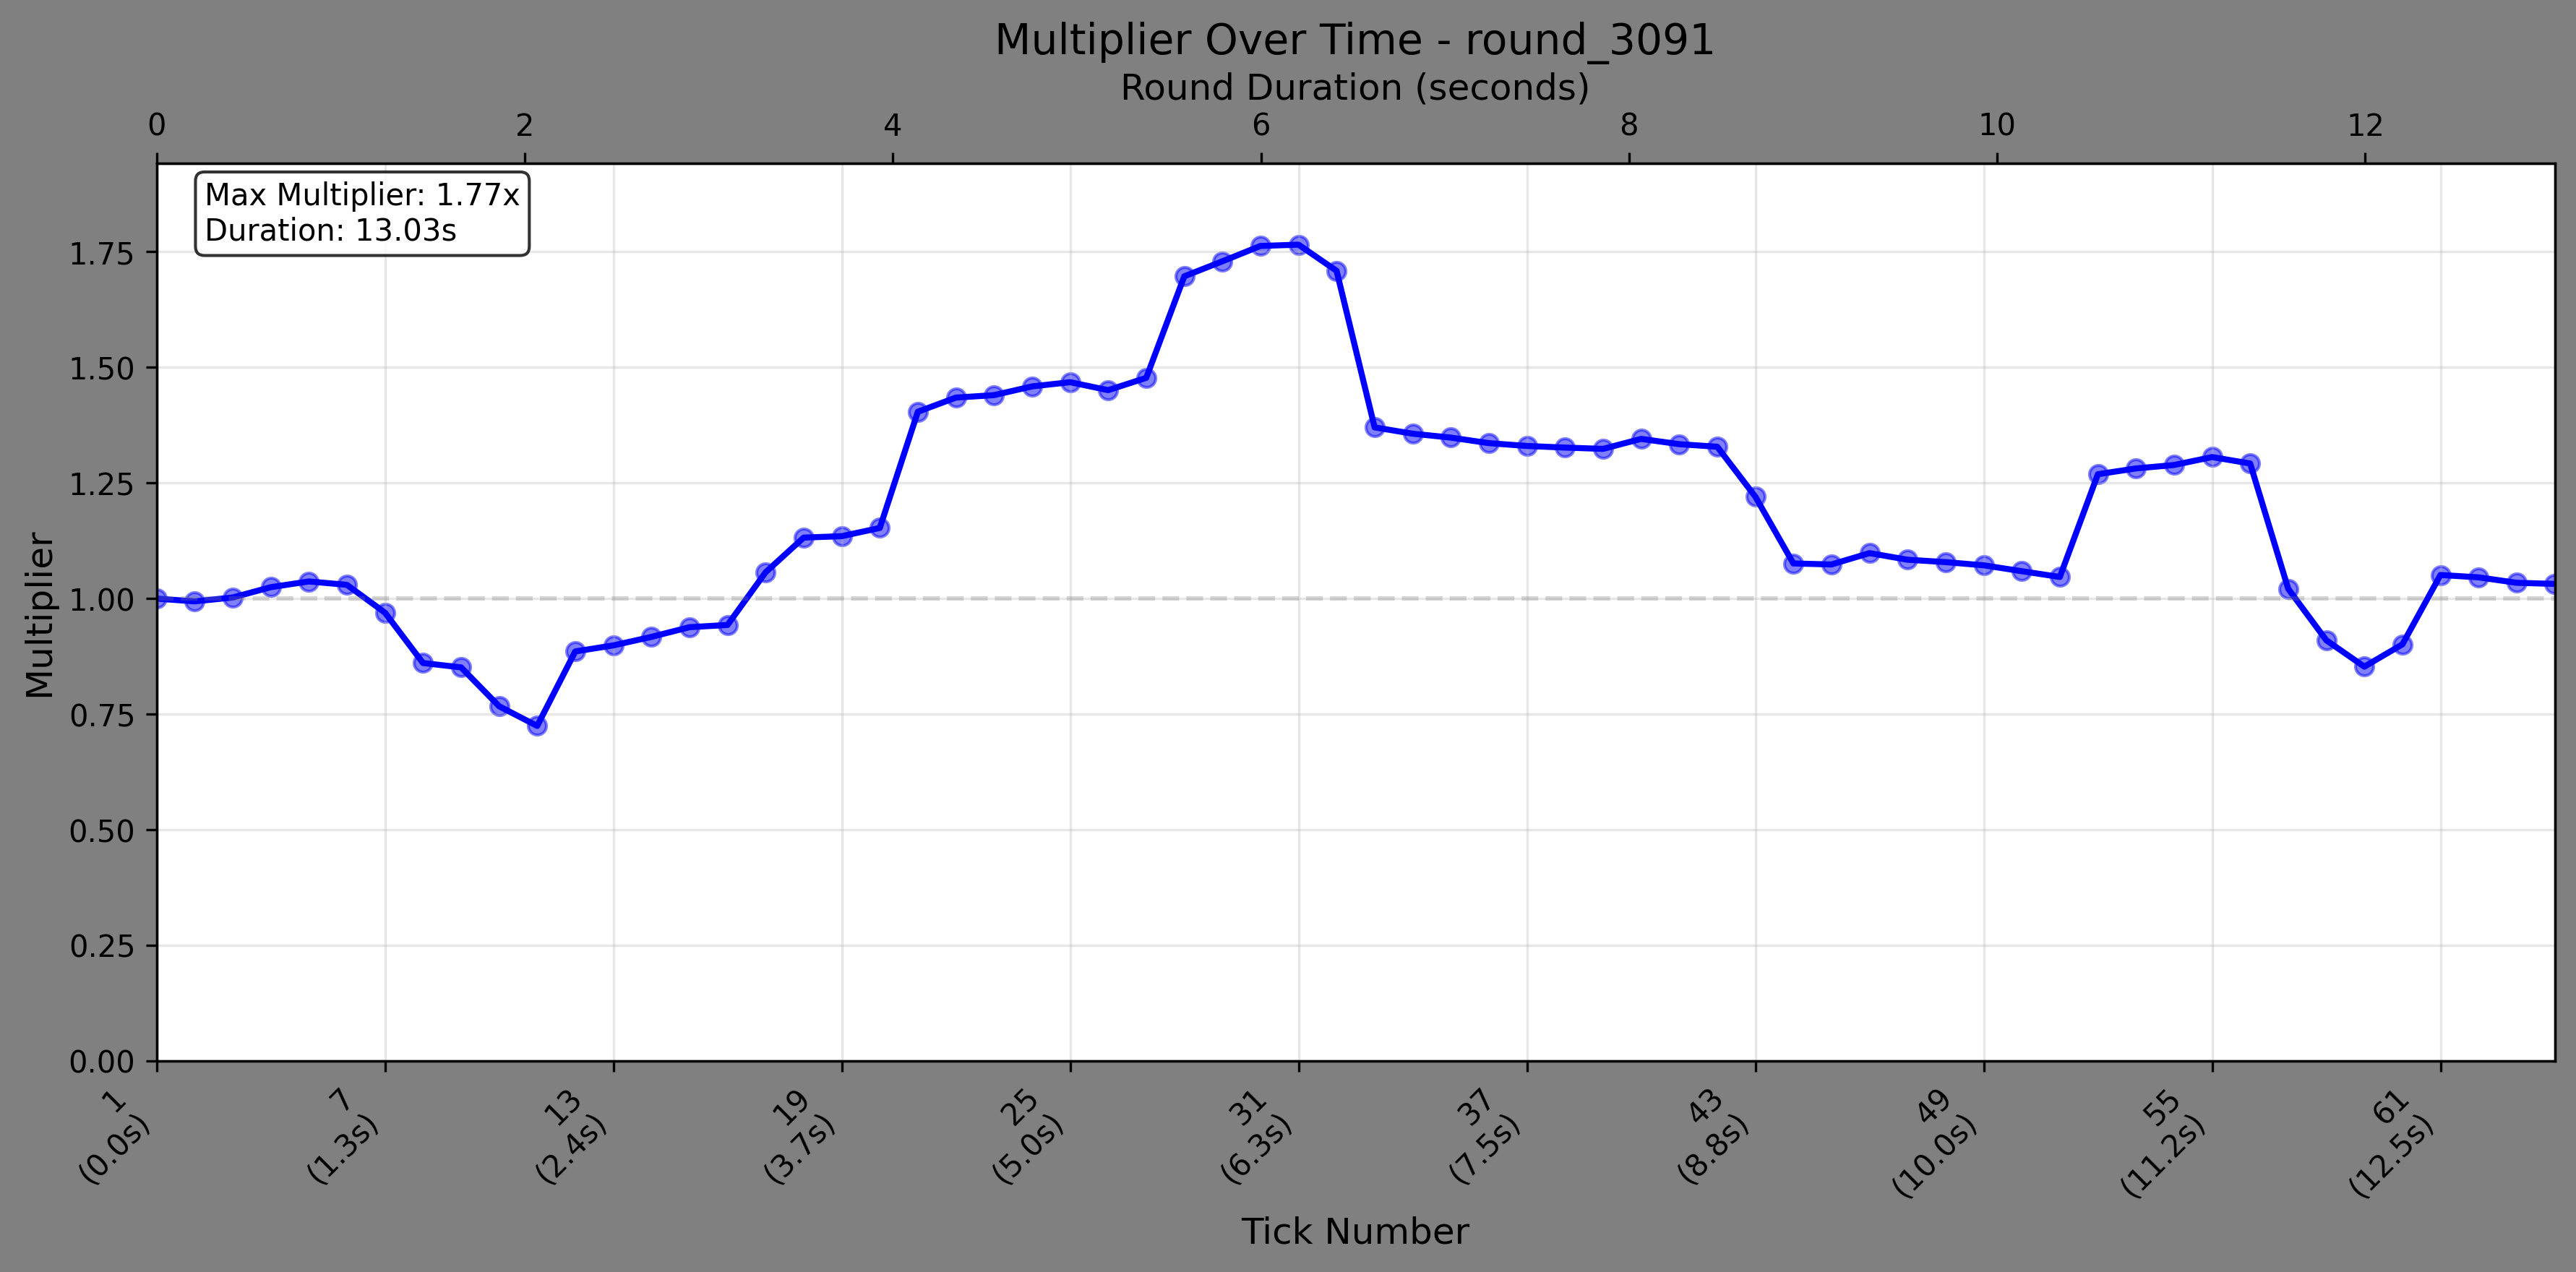 Multiplier Over Time - round_3091
Round Duration (seconds)
0 2 4 6 8 10 12
Max Multiplier: 1.77x
Duration: 13.03s
Multiplier
1.75
1.50
1.25
1.00
0.75
0.50
0.25
0.00
1
(0.0s)
7
(1.3s)
13
(2.4s)
19
(3.7s)
25
(5.0s)
31
(6.3s)
37
(7.5s)
43
(8.8s)
49
(10.0s)
55
(11.2s)
61
(12.5s)
Tick Number